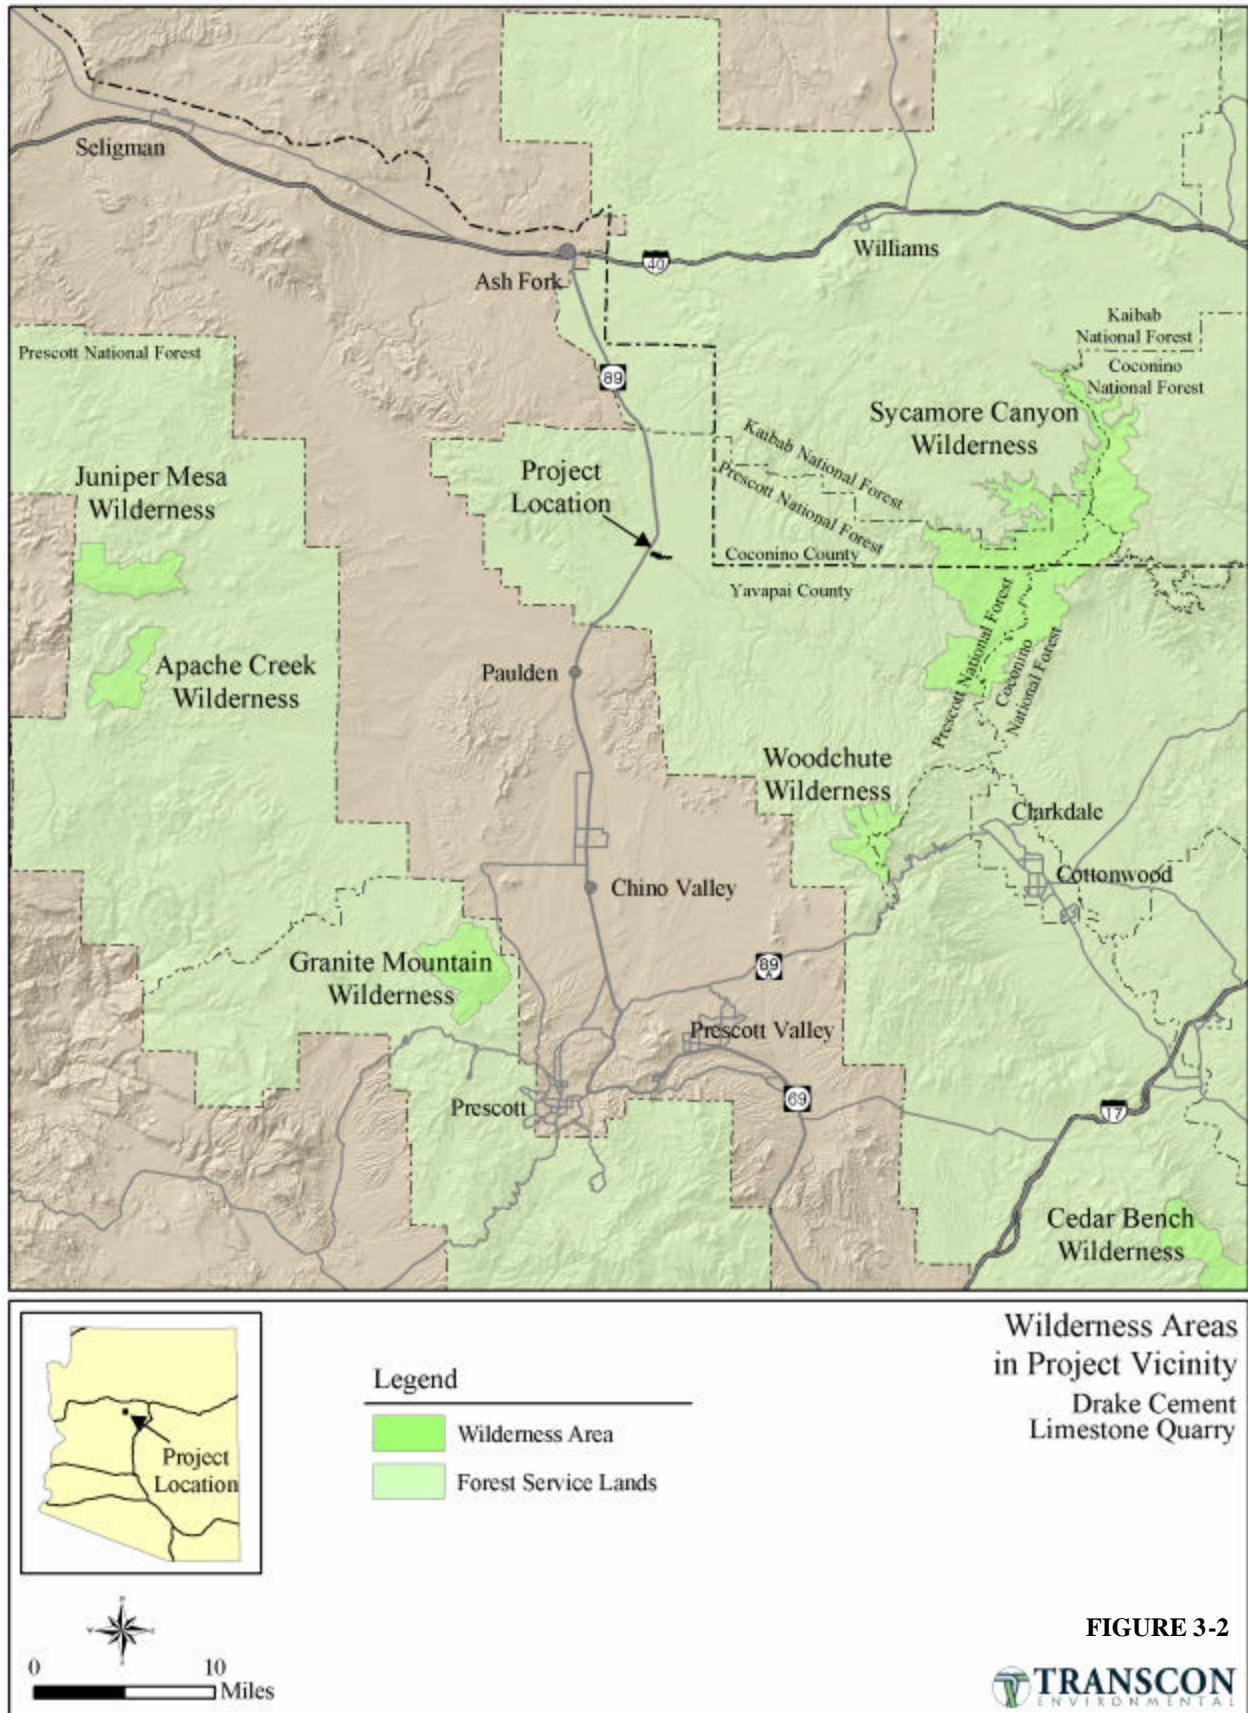 Seligman
Ash Fork
40
Williams
89
Kaibab
National Forest
Coconino
National Forest
Prescott National Forest
Sycamore Canyon
Wilderness
Kaibab National Forest
Prescott National Forest
Project
Location
Juniper Mesa
Wilderness
Coconino County
Yavapai County
Prescott National Forest
Coconino
National Forest
Apache Creek
Wilderness
Paulden
Woodchute
Wilderness
Clarkdale
Cottonwood
Chino Valley
Granite Mountain
Wilderness
89
A
Prescott Valley
Prescott
69
17
Cedar Bench
Wilderness
Wilderness Areas
in Project Vicinity
Drake Cement
Limestone Quarry
Project
Location
Legend
Wilderness Area
Forest Service Lands
0 10
Miles
FIGURE 3-2
TRANSCON
ENVIRONMENTAL